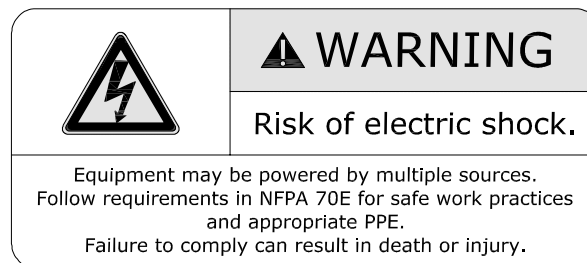 WARNING
Risk of electric shock.
Equipment may be powered by multiple sources.
Follow requirements in NFPA 70E for safe work practices
and appropriate PPE.
Failure to comply can result in death or injury.